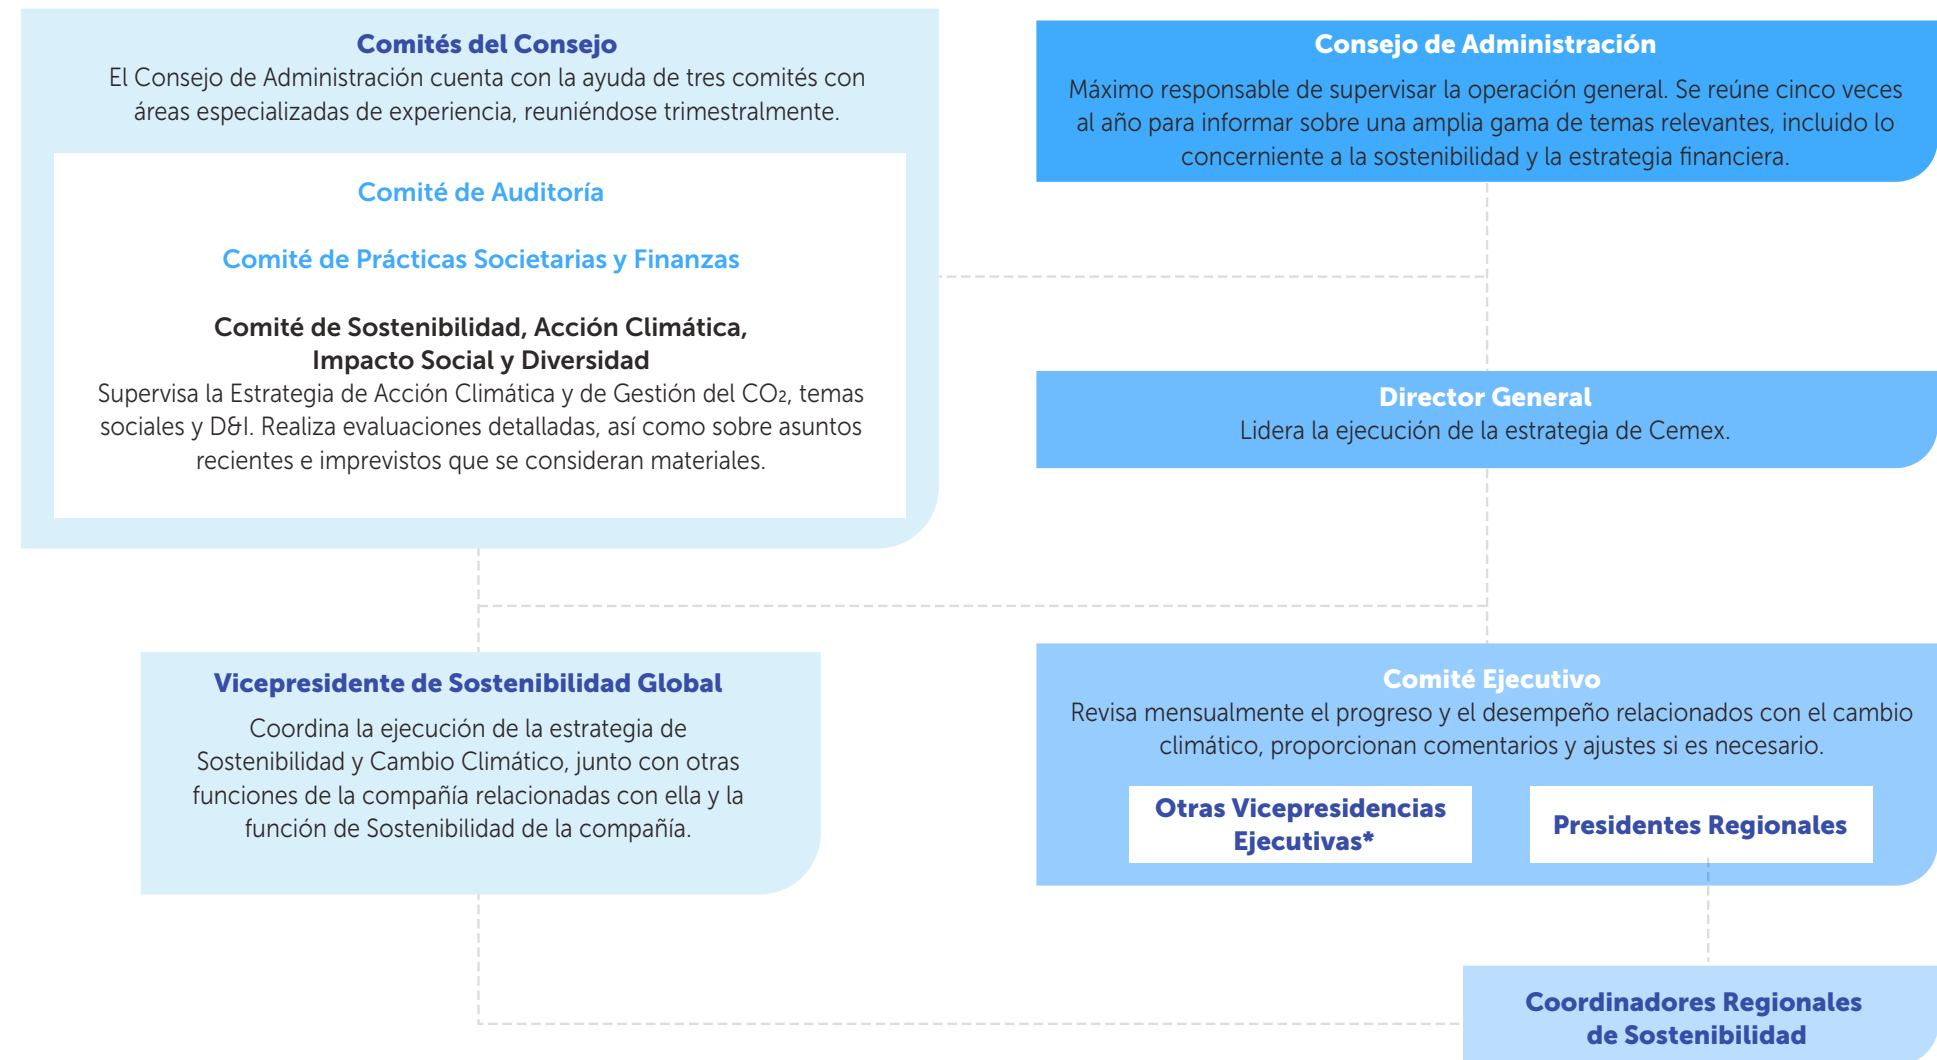 Comités del Consejo
El Consejo de Administración cuenta con la ayuda de tres comités con
áreas especializadas de experiencia, reuniéndose trimestralmente.
Comité de Auditoría
Comité de Prácticas Societarias y Finanzas
Comité de Sostenibilidad, Acción Climática,
Impacto Social y Diversidad
Supervisa la Estrategia de Acción Climática y de Gestión del CO₂, temas
sociales y D&I. Realiza evaluaciones detalladas, así como sobre asuntos
recientes e imprevistos que se consideran materiales.
Consejo de Administración
Máximo responsable de supervisar la operación general. Se reúne cinco veces
al año para informar sobre una amplia gama de temas relevantes, incluido lo
concerniente a la sostenibilidad y la estrategia financiera.
Director General
Lidera la ejecución de la estrategia de Cemex.
Vicepresidente de Sostenibilidad Global
Coordina la ejecución de la estrategia de
Sostenibilidad y Cambio Climático, junto con otras
funciones de la compañía relacionadas con ella y la
función de Sostenibilidad de la compañía.
Comité Ejecutivo
Revisa mensualmente el progreso y el desempeño relacionados con el cambio
climático, proporcionan comentarios y ajustes si es necesario.
Otras Vicepresidencias
Ejecutivas*
Presidentes Regionales
Coordinadores Regionales
de Sostenibilidad